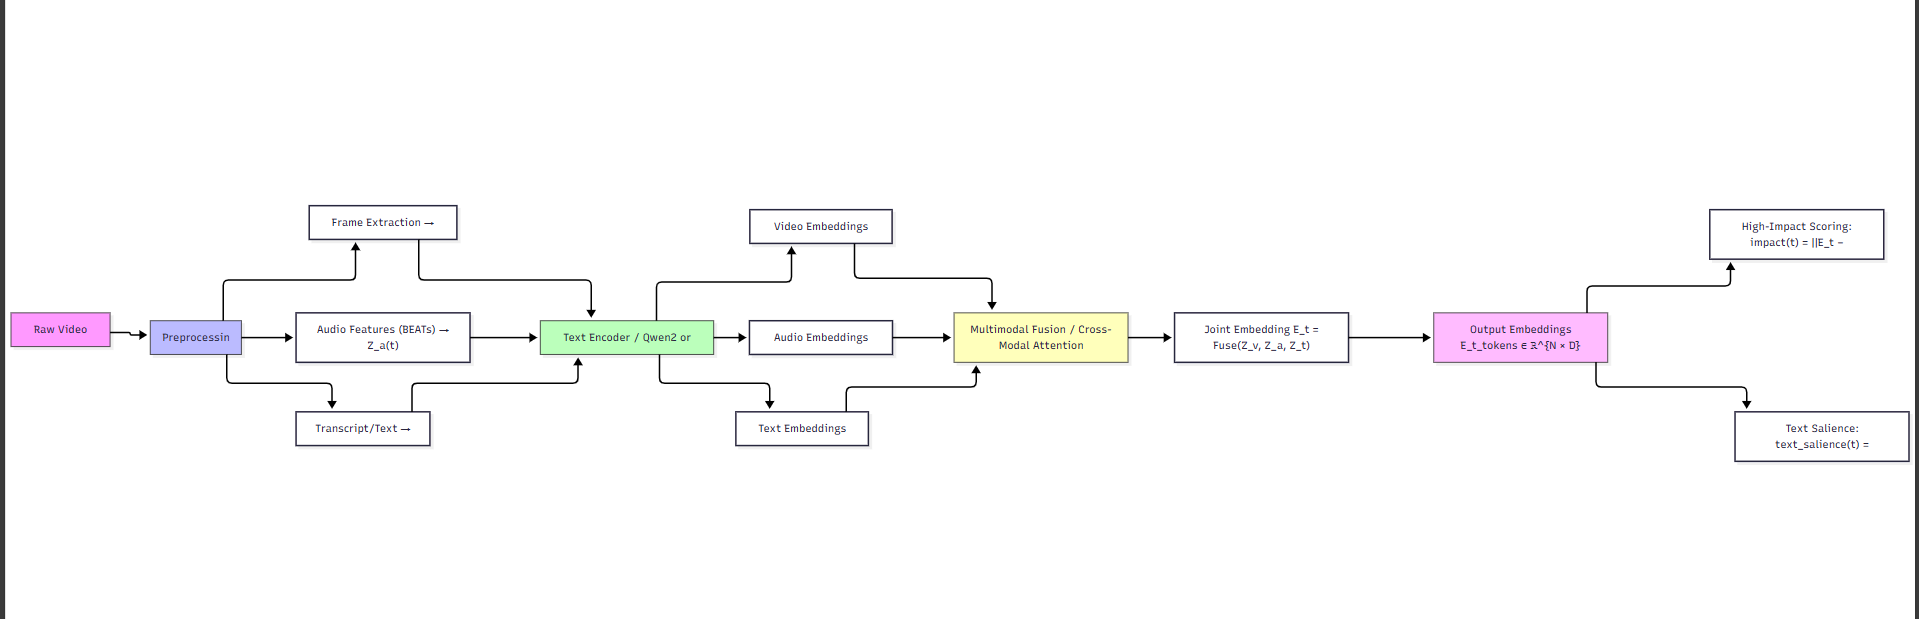 Raw Video
Preprocessin
Frame Extraction →
Audio Features (BEATs) →
Z_a(t)
Transcript/Text →
Text Encoder / Qwen2 or
Video Embeddings
Audio Embeddings
Text Embeddings
Multimodal Fusion / Cross-
Modal Attention
Joint Embedding E_t =
Fuse(Z_v, Z_a, Z_t)
Output Embeddings
E_t_tokens ∈ ℝ^{N × D}
High-Impact Scoring:
impact(t) = ||E_t −
Text Salience:
text_salience(t) =